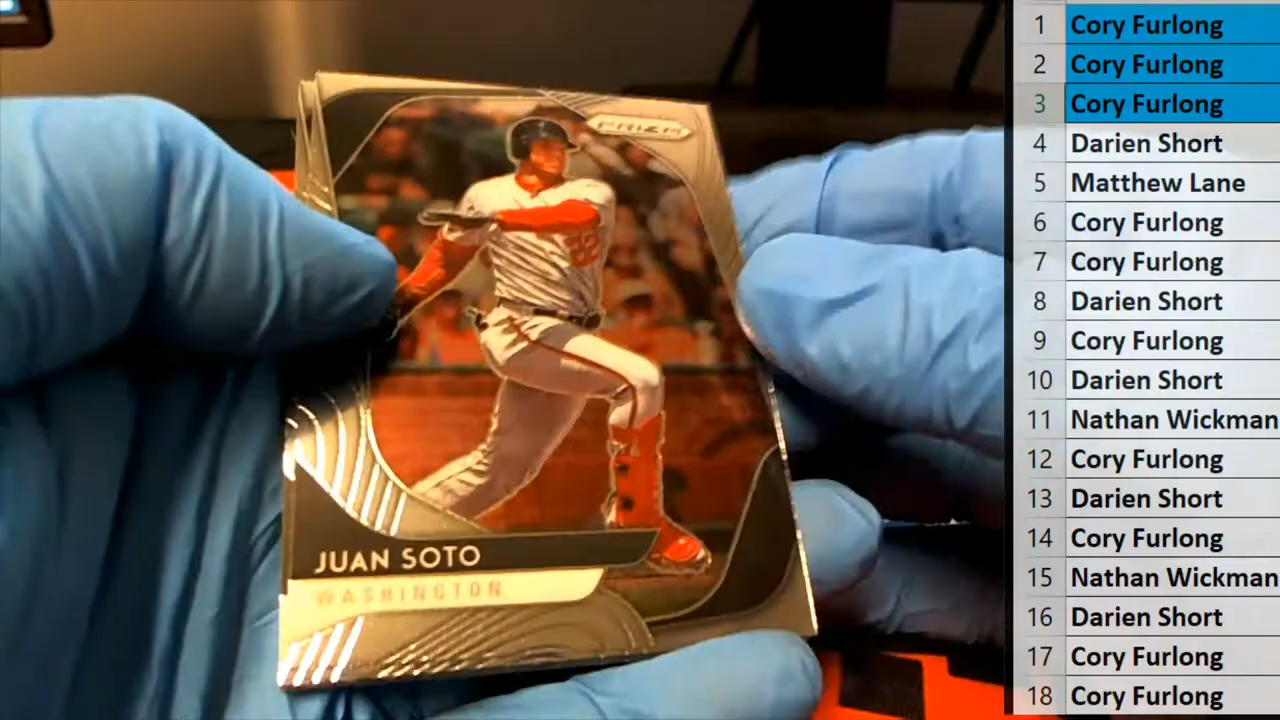 PRIZM
22
JUAN SOTO
WASHINGTON
1 Cory Furlong
2 Cory Furlong
3 Cory Furlong
4 Darien Short
5 Matthew Lane
6 Cory Furlong
7 Cory Furlong
8 Darien Short
9 Cory Furlong
10 Darien Short
11 Nathan Wickman
12 Cory Furlong
13 Darien Short
14 Cory Furlong
15 Nathan Wickman
16 Darien Short
17 Cory Furlong
18 Cory Furlong